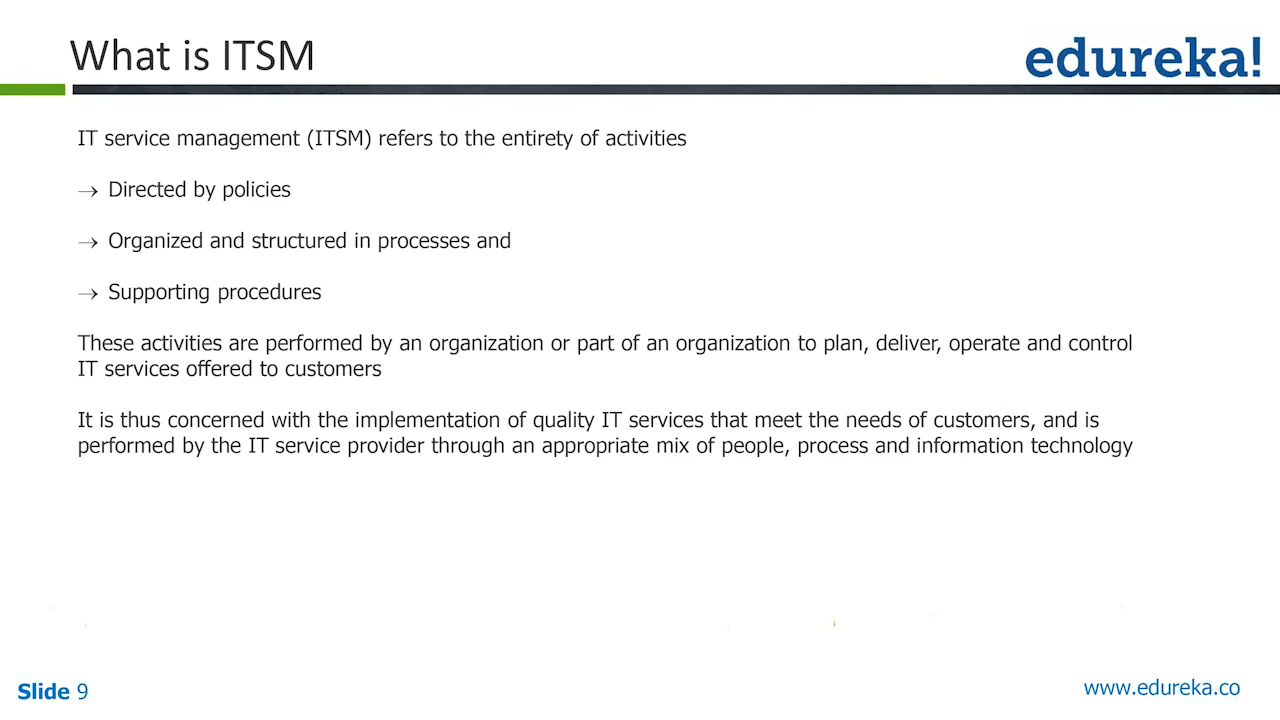 What is ITSM
edureka!
IT service management (ITSM) refers to the entirety of activities
→ Directed by policies
→ Organized and structured in processes and
→ Supporting procedures
These activities are performed by an organization or part of an organization to plan, deliver, operate and control
IT services offered to customers
It is thus concerned with the implementation of quality IT services that meet the needs of customers, and is
performed by the IT service provider through an appropriate mix of people, process and information technology
Slide 9
www.edureka.co